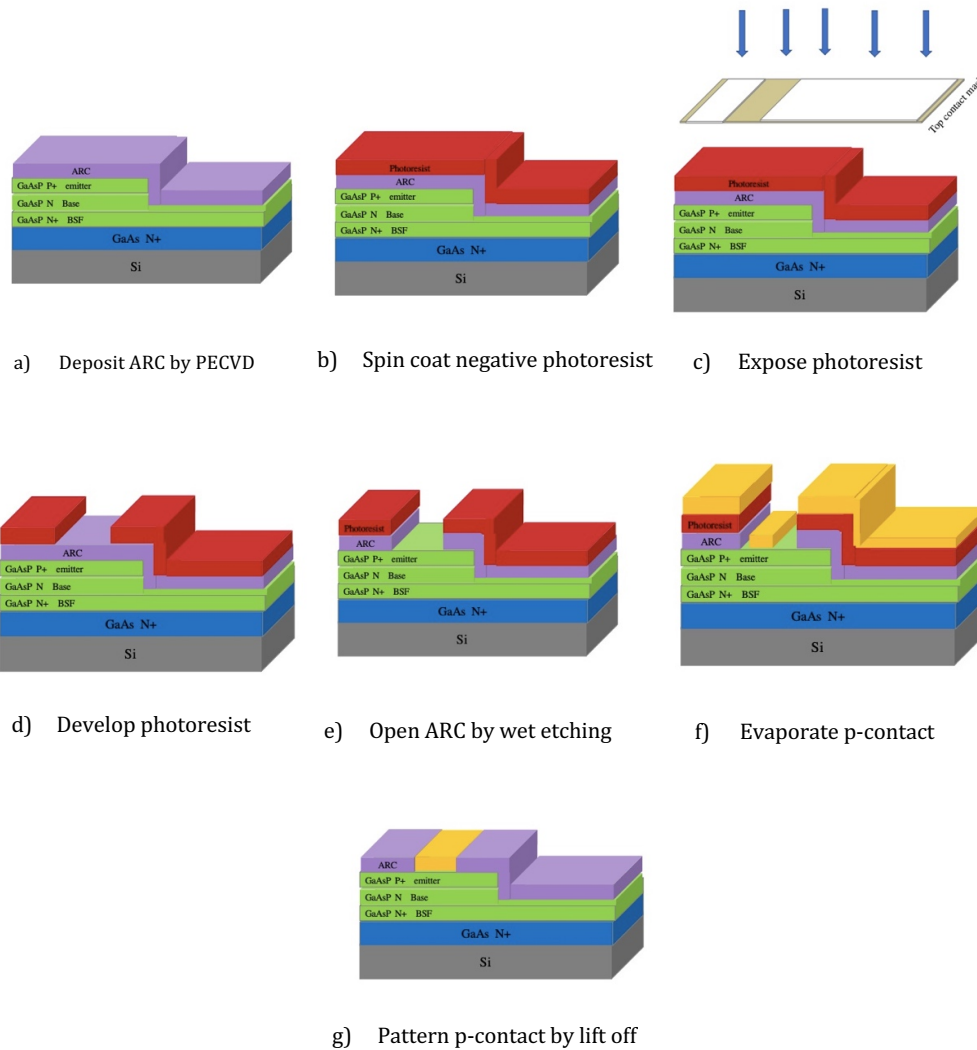 Top contact mask
ARC
GaAsP P+ emitter
GaAsP N Base
GaAsP N+ BSF
GaAs N+
Si
Photoresist
ARC
GaAsP P+ emitter
GaAsP N Base
GaAsP N+ BSF
GaAs N+
Si
Photoresist
ARC
GaAsP P+ emitter
GaAsP N Base
GaAsP N+ BSF
GaAs N+
Si
a) Deposit ARC by PECVD
b) Spin coat negative photoresist
c) Expose photoresist
ARC
GaAsP P+ emitter
GaAsP N Base
GaAsP N+ BSF
GaAs N+
Si
Photoresist
ARC
GaAsP P+ emitter
GaAsP N Base
GaAsP N+ BSF
GaAs N+
Si
Photoresist
ARC
GaAsP P+ emitter
GaAsP N Base
GaAsP N+ BSF
GaAs N+
Si
d) Develop photoresist
e) Open ARC by wet etching
f) Evaporate p-contact
ARC
GaAsP P+ emitter
GaAsP N Base
GaAsP N+ BSF
GaAs N+
Si
g) Pattern p-contact by lift off